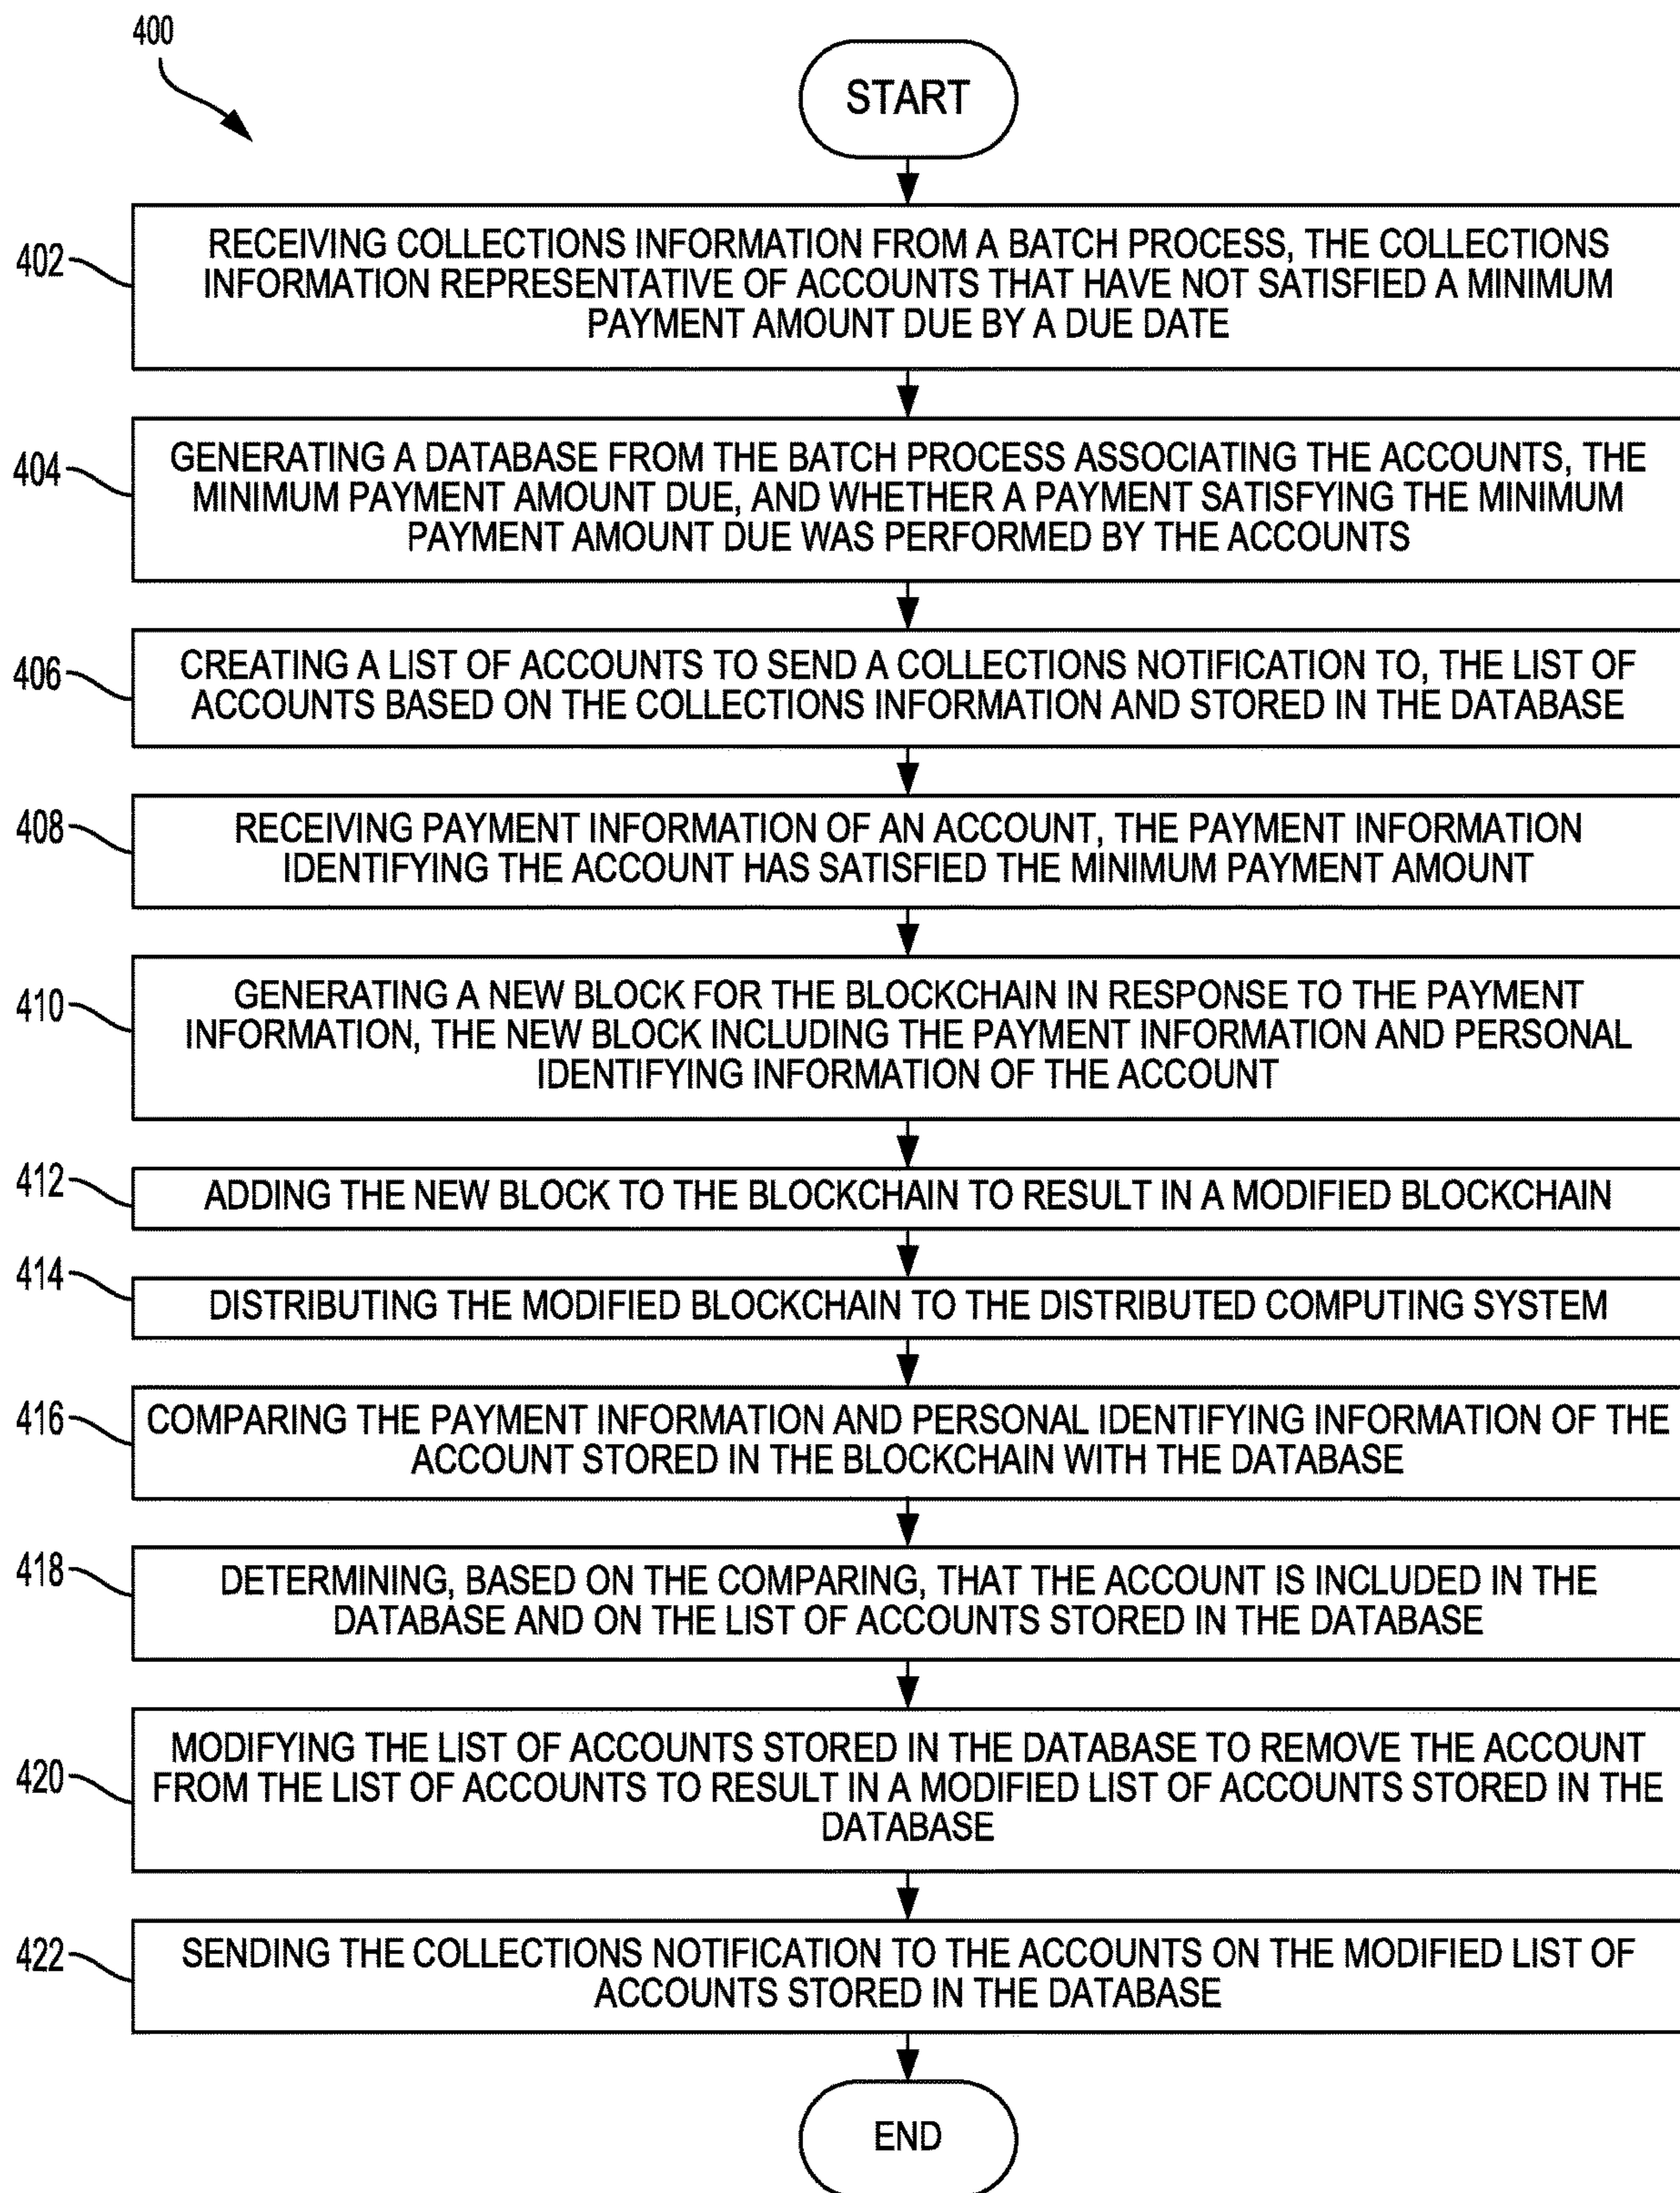 400
START
402
RECEIVING COLLECTIONS INFORMATION FROM A BATCH PROCESS, THE COLLECTIONS
INFORMATION REPRESENTATIVE OF ACCOUNTS THAT HAVE NOT SATISFIED A MINIMUM
PAYMENT AMOUNT DUE BY A DUE DATE
404
GENERATING A DATABASE FROM THE BATCH PROCESS ASSOCIATING THE ACCOUNTS, THE
MINIMUM PAYMENT AMOUNT DUE, AND WHETHER A PAYMENT SATISFYING THE MINIMUM
PAYMENT AMOUNT DUE WAS PERFORMED BY THE ACCOUNTS
406
CREATING A LIST OF ACCOUNTS TO SEND A COLLECTIONS NOTIFICATION TO, THE LIST OF
ACCOUNTS BASED ON THE COLLECTIONS INFORMATION AND STORED IN THE DATABASE
408
RECEIVING PAYMENT INFORMATION OF AN ACCOUNT, THE PAYMENT INFORMATION
IDENTIFYING THE ACCOUNT HAS SATISFIED THE MINIMUM PAYMENT AMOUNT
410
GENERATING A NEW BLOCK FOR THE BLOCKCHAIN IN RESPONSE TO THE PAYMENT
INFORMATION, THE NEW BLOCK INCLUDING THE PAYMENT INFORMATION AND PERSONAL
IDENTIFYING INFORMATION OF THE ACCOUNT
412
ADDING THE NEW BLOCK TO THE BLOCKCHAIN TO RESULT IN A MODIFIED BLOCKCHAIN
414
DISTRIBUTING THE MODIFIED BLOCKCHAIN TO THE DISTRIBUTED COMPUTING SYSTEM
416
COMPARING THE PAYMENT INFORMATION AND PERSONAL IDENTIFYING INFORMATION OF THE
ACCOUNT STORED IN THE BLOCKCHAIN WITH THE DATABASE
418
DETERMINING, BASED ON THE COMPARING, THAT THE ACCOUNT IS INCLUDED IN THE
DATABASE AND ON THE LIST OF ACCOUNTS STORED IN THE DATABASE
420
MODIFYING THE LIST OF ACCOUNTS STORED IN THE DATABASE TO REMOVE THE ACCOUNT
FROM THE LIST OF ACCOUNTS TO RESULT IN A MODIFIED LIST OF ACCOUNTS STORED IN THE
DATABASE
422
SENDING THE COLLECTIONS NOTIFICATION TO THE ACCOUNTS ON THE MODIFIED LIST OF
ACCOUNTS STORED IN THE DATABASE
END